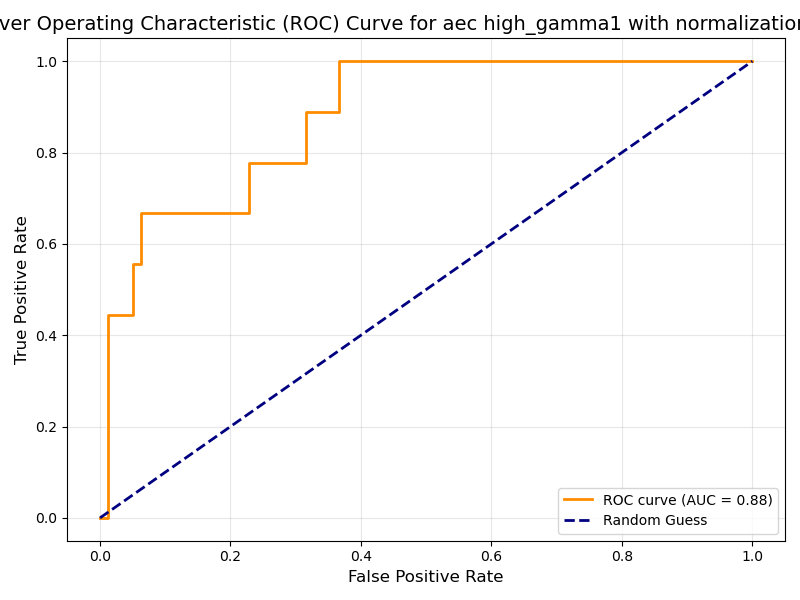 ver Operating Characteristic (ROC) Curve for aec high_gamma1 with normalization
1.0
0.8
0.6
0.4
0.2
0.0
True Positive Rate
0.0 0.2 0.4 0.6 0.8 1.0
False Positive Rate
ROC curve (AUC = 0.88)
Random Guess